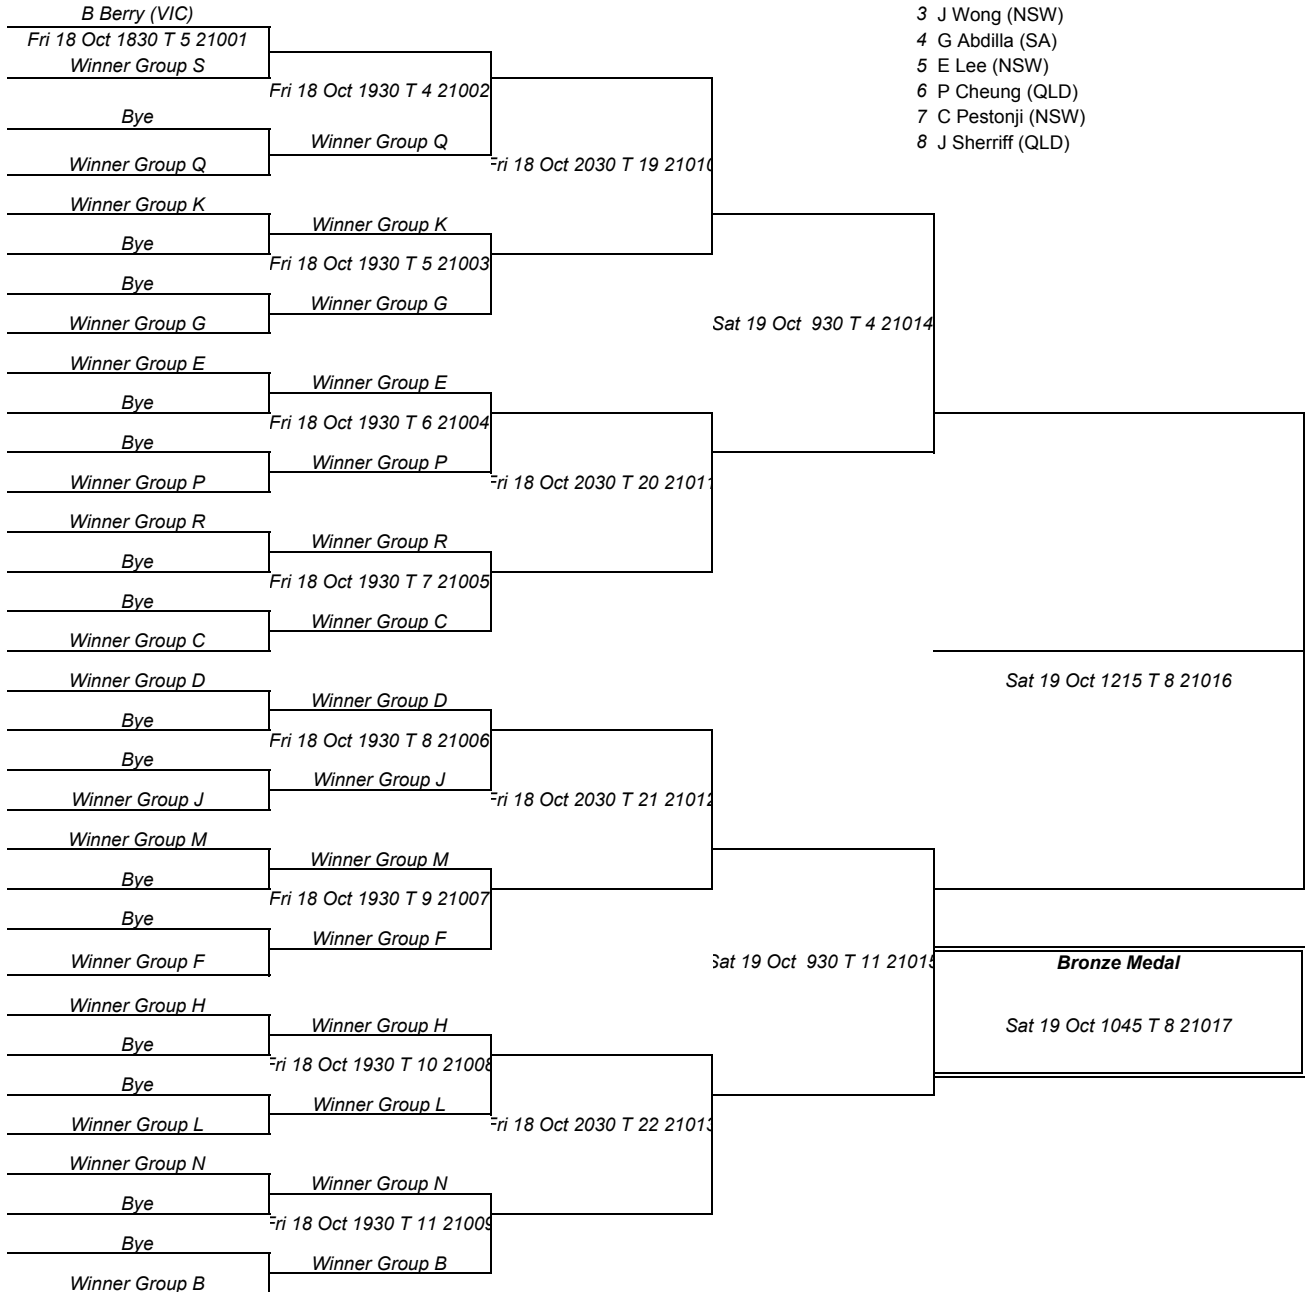 B Berry (VIC)
Fri 18 Oct 1830 T 5 21001
Winner Group S
Fri 18 Oct 1930 T 4 21002
Bye
Winner Group Q
Winner Group Q
Fri 18 Oct 2030 T 19 21010
Winner Group K
Winner Group K
Bye
Fri 18 Oct 1930 T 5 21003
Bye
Winner Group G
Winner Group G
Sat 19 Oct 930 T 4 21014
Winner Group E
Winner Group E
Bye
Fri 18 Oct 1930 T 6 21004
Bye
Winner Group P
Winner Group P
Fri 18 Oct 2030 T 20 21011
Winner Group R
Winner Group R
Bye
Fri 18 Oct 1930 T 7 21005
Bye
Winner Group C
Winner Group C
Winner Group D
Sat 19 Oct 1215 T 8 21016
Winner Group D
Bye
Fri 18 Oct 1930 T 8 21006
Bye
Winner Group J
Winner Group J
Fri 18 Oct 2030 T 21 21012
Winner Group M
Winner Group M
Bye
Fri 18 Oct 1930 T 9 21007
Bye
Winner Group F
Winner Group F
Sat 19 Oct 930 T 11 21015
Bronze Medal
Winner Group H
Winner Group H
Sat 19 Oct 1045 T 8 21017
Bye
Fri 18 Oct 1930 T 10 21008
Bye
Winner Group L
Winner Group L
Fri 18 Oct 2030 T 22 21013
Winner Group N
Winner Group N
Bye
Fri 18 Oct 1930 T 11 21009
Bye
Winner Group B
Winner Group B
3 J Wong (NSW)
4 G Abdilla (SA)
5 E Lee (NSW)
6 P Cheung (QLD)
7 C Pestonji (NSW)
8 J Sherriff (QLD)